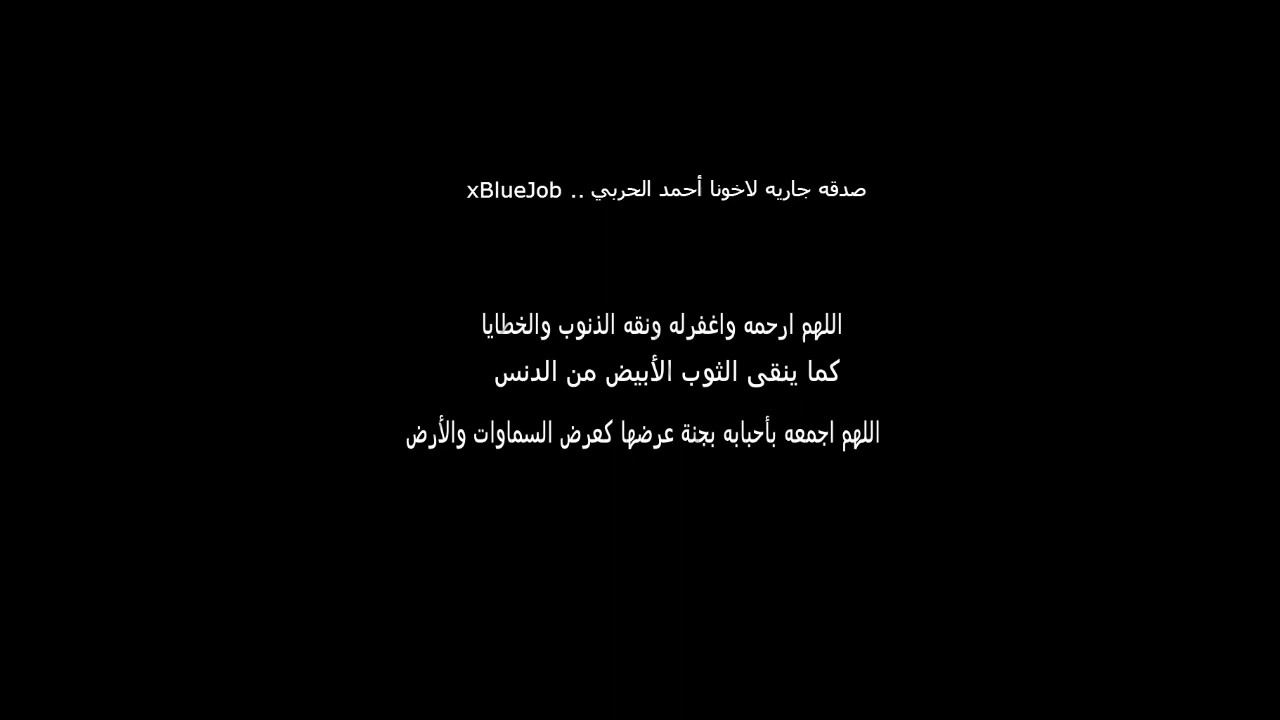 صدقه جاريه لاخونا أحمد الحربي .. xBlueJob
اللهم ارحمه واغفرله ونقه الذنوب والخطايا
كما ينقى الثوب الأبيض من الدنس
اللهم اجمعه بأحبابه بجنة عرضها كعرض السماوات والأرض